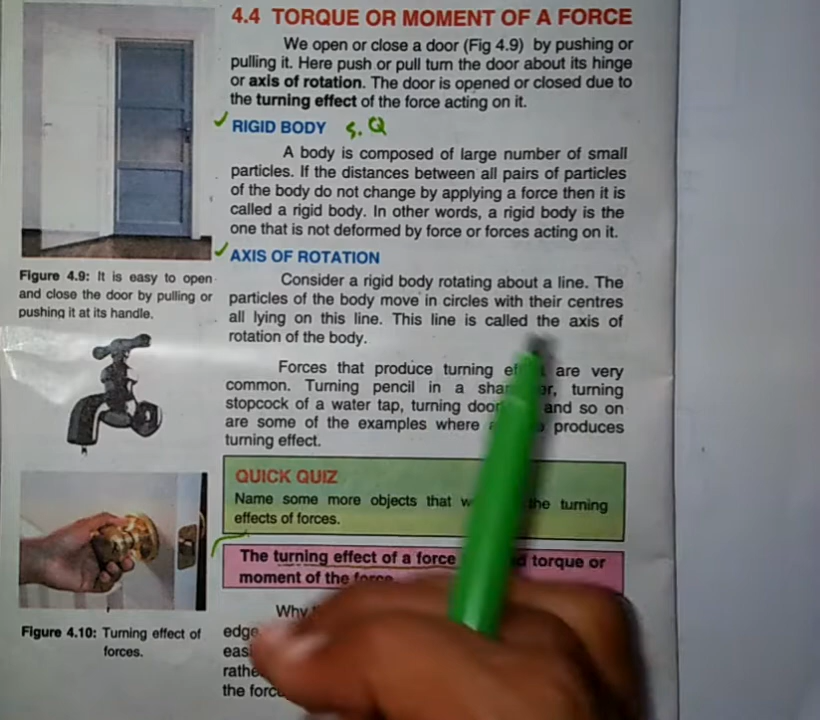 4.4 TORQUE OR MOMENT OF A FORCE
We open or close a door (Fig 4.9) by pushing or
pulling it. Here push or pull turn the door about its hinge
or axis of rotation. The door is opened or closed due to
the turning effect of the force acting on it.
RIGID BODY S.Q
A body is composed of large number of small
particles. If the distances between all pairs of particles
of the body do not change by applying a force then it is
called a rigid body. In other words, a rigid body is the
one that is not deformed by force or forces acting on it.
AXIS OF ROTATION
Consider a rigid body rotating about a line. The
particles of the body move in circles with their centres
all lying on this line. This line is called the axis of
rotation of the body.
Forces that produce turning are very
common. Turning pencil in a turning
stopcock of a water tap, turning and so on
are some of the examples where produces
turning effect.
QUICK QUIZ
Name some more objects that the turning
effects of forces.
The turning effect of a force torque or
moment of the force.
Why
edge
the
Figure 4.9: It is easy to open
and close the door by pulling or
pushing it at its handle.
Figure 4.10: Turning effect of
forces.